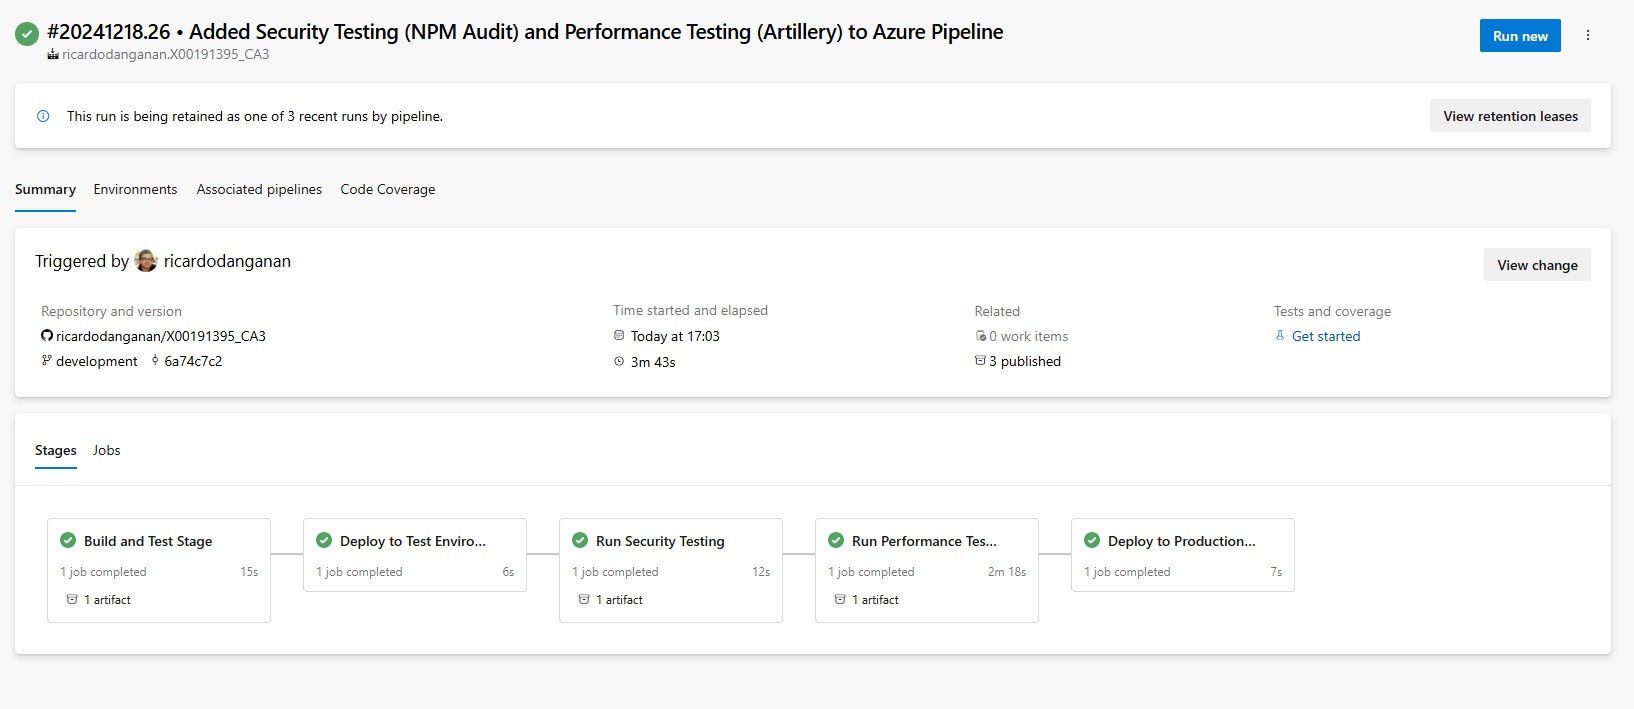 #20241218.26 • Added Security Testing (NPM Audit) and Performance Testing (Artillery) to Azure Pipeline
ricardodanganan.X00191395_CA3
Run new
This run is being retained as one of 3 recent runs by pipeline.
View retention leases
Summary Environments Associated pipelines Code Coverage
Triggered by ricardodanganan
View change
Repository and version
ricardodanganan/X00191395_CA3
development 6a74c7c2
Time started and elapsed
Today at 17:03
3m 43s
Related
0 work items
3 published
Tests and coverage
Get started
Stages Jobs
Build and Test Stage
1 job completed 15s
1 artifact
Deploy to Test Enviro...
1 job completed 6s
Run Security Testing
1 job completed 12s
1 artifact
Run Performance Tes...
1 job completed 2m 18s
1 artifact
Deploy to Production...
1 job completed 7s